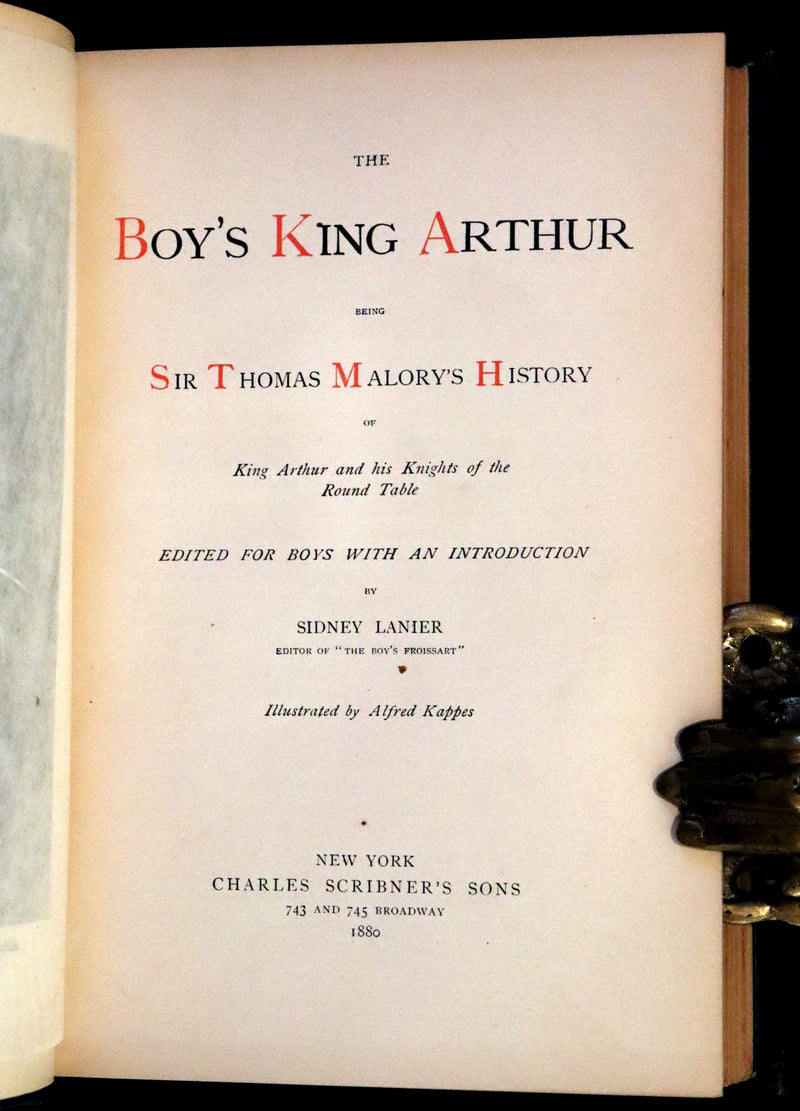 THE
BOY'S KING ARTHUR
BEING
SIR THOMAS MALORY'S HISTORY
OF
King Arthur and his Knights of the
Round Table
EDITED FOR BOYS WITH AN INTRODUCTION
BY
SIDNEY LANIER
EDITOR OF "THE BOY'S FROISSART"
Illustrated by Alfred Kappes
NEW YORK
CHARLES SCRIBNER'S SONS
743 AND 745 BROADWAY
1880